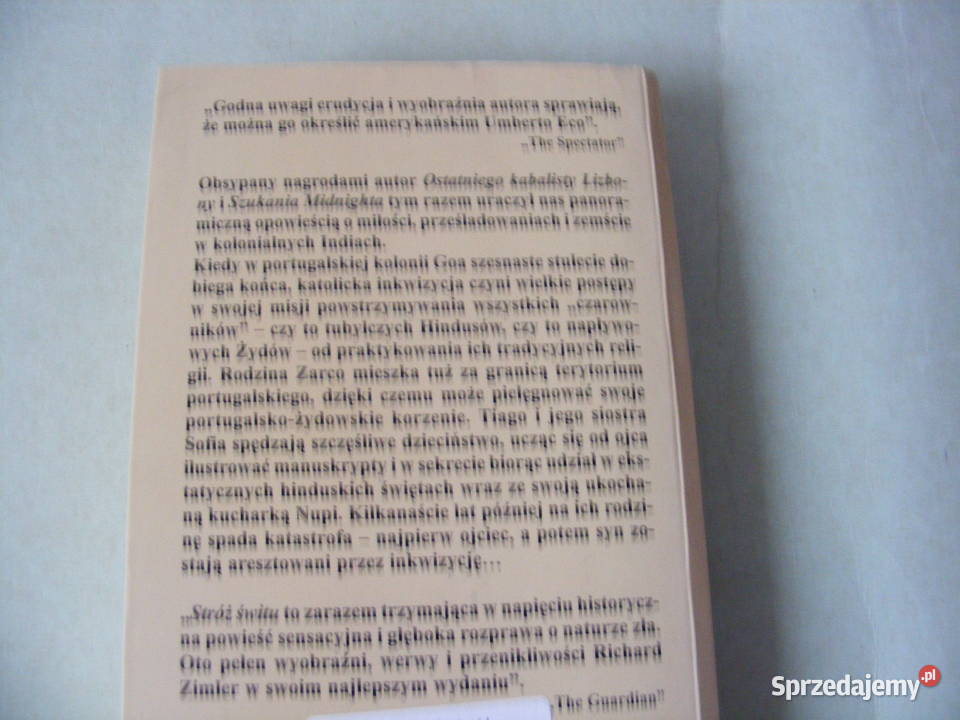 „Godna uwagi erudycja i wyobraźnia autora sprawiają,
że można go określić amerykańskim Umberto Eco”.
„The Spectator”
Obsypany nagrodami autor Ostatniego kabalisty Lizbo-
ny i Szukania Midnighta tym razem uraczył nas panora-
miczną opowieścią o miłości, prześladowaniach i zemście
w kolonialnych Indiach.
Kiedy w portugalskiej kolonii Goa szesnaste stulecie do-
biega końca, katolicka inkwizycja czyni wielkie postępy
w swojej misji powstrzymywania wszystkich „czarow-
ników” – czy to tubylczych Hindusów, czy to napływo-
wych Żydów – od praktykowania ich tradycyjnych reli-
gii. Rodzina Zarco mieszka tuż za granicą terytorium
portugalskiego, dzięki czemu może pielęgnować swoje
portugalsko-żydowskie korzenie. Tiago i jego siostra
Sofia spędzają szczęśliwe dzieciństwo, ucząc się od ojca
ilustrować manuskrypty i w sekrecie biorąc udział w eks-
tatycznych hinduskich świętach wraz ze swoją ukocha-
ną kucharką Nupi. Kilkanaście lat później na ich rodzi-
nę spada katastrofa – najpierw ojciec, a potem syn zo-
stają aresztowani przez inkwizycję…
„Stróż świtu to zarazem trzymająca w napięciu historycz-
na powieść sensacyjna i głęboka rozprawa o naturze zła.
Oto pełen wyobraźni, werwy i przenikliwości Richard
Zimler w swoim najlepszym wydaniu”.
„The Guardian”
Sprzedajemy.pl